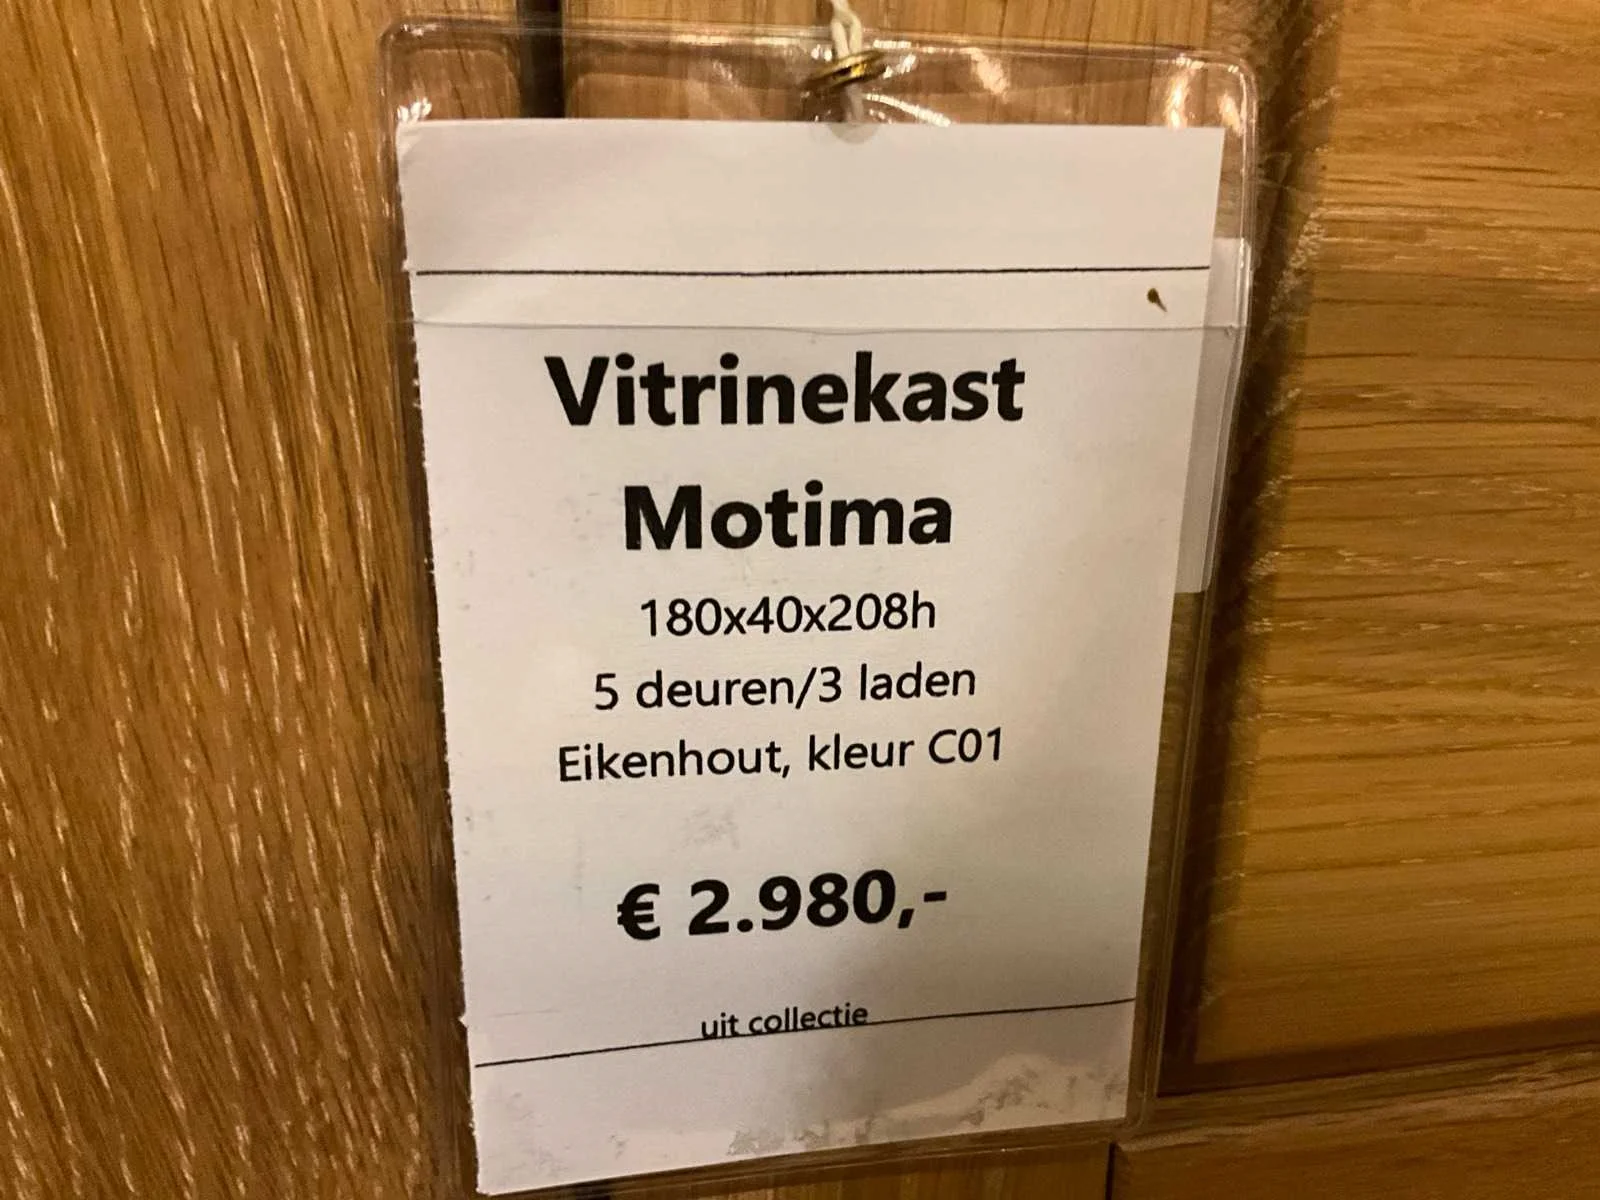 Vitrinekast
Motima
180x40x208h
5 deuren/3 laden
Eikenhout, kleur C01
€ 2.980,-
uit collectie